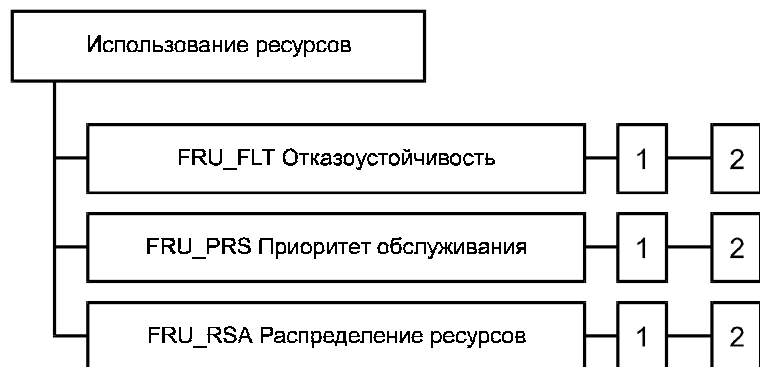 Использование ресурсов
FRU_FLT Отказоустойчивость 1 2
FRU_PRS Приоритет обслуживания 1 2
FRU_RSA Распределение ресурсов 1 2